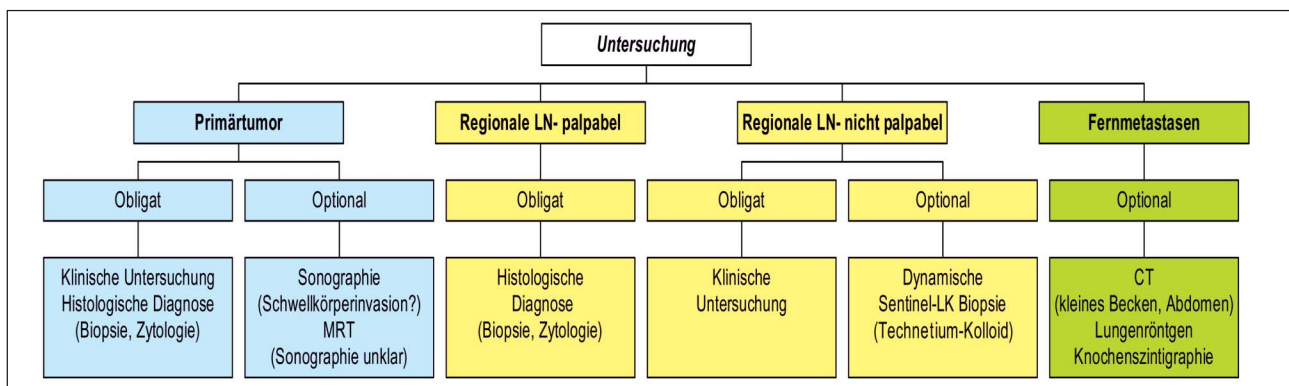 Untersuchung
Primärtumor
Regionale LN- palpabel
Regionale LN- nicht palpabel
Fernmetastasen
Obligat
Optional
Obligat
Obligat
Optional
Optional
Klinische Untersuchung
Histologische Diagnose
(Biopsie, Zytologie)
Sonographie
(Schwellkörperinvasion?)
MRT
(Sonographie unklar)
Histologische
Diagnose
(Biopsie, Zytologie)
Klinische
Untersuchung
Dynamische
Sentinel-LK Biopsie
(Technetium-Kolloid)
CT
(kleines Becken, Abdomen)
Lungenröntgen
Knochenszintigraphie